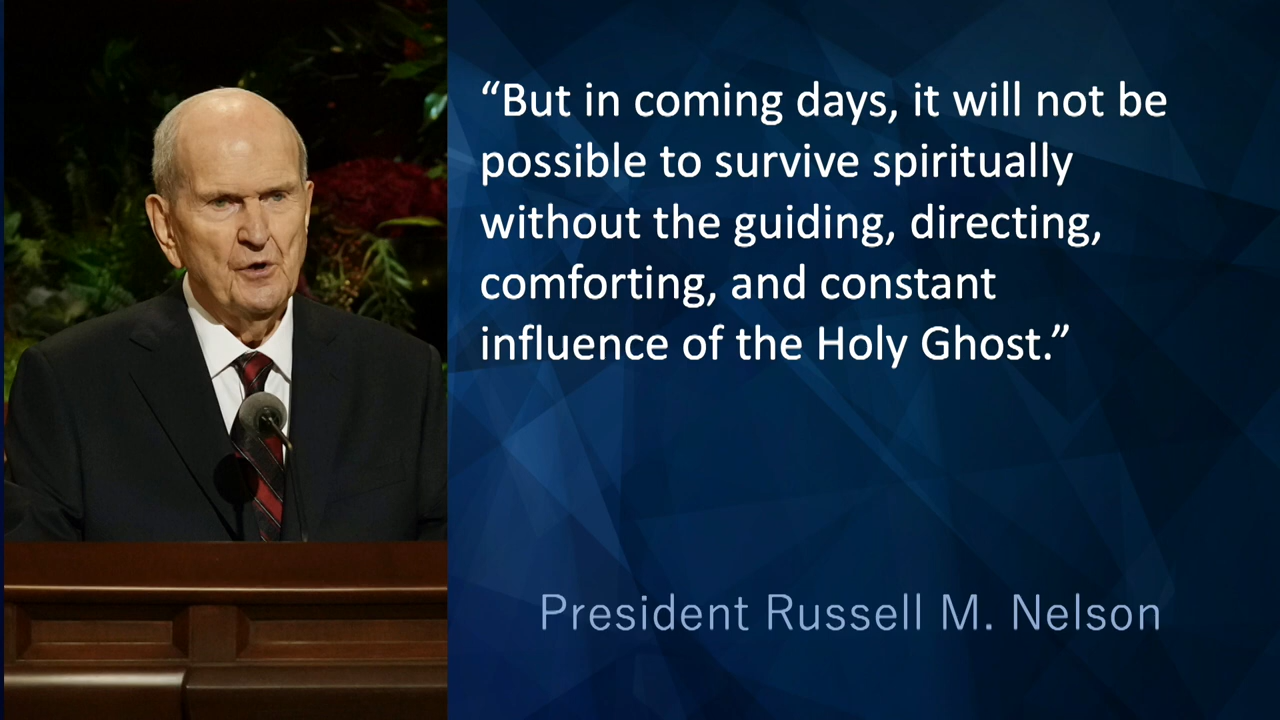 “But in coming days, it will not be
possible to survive spiritually
without the guiding, directing,
comforting, and constant
influence of the Holy Ghost.”
President Russell M. Nelson